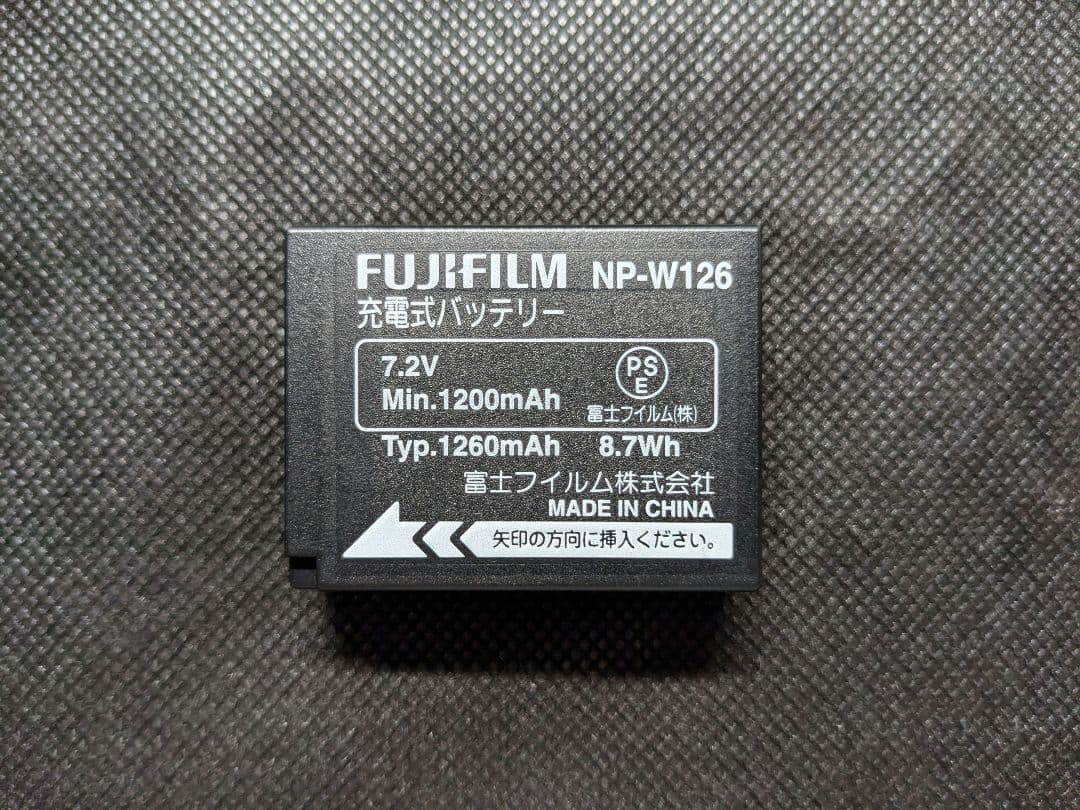 FUJIFILM NP-W126
充電式バッテリー
7.2V
Min.1200mAh
PS
E
富士フイルム(株)
Typ.1260mAh 8.7Wh
富士フイルム株式会社
MADE IN CHINA
矢印の方向に挿入ください。